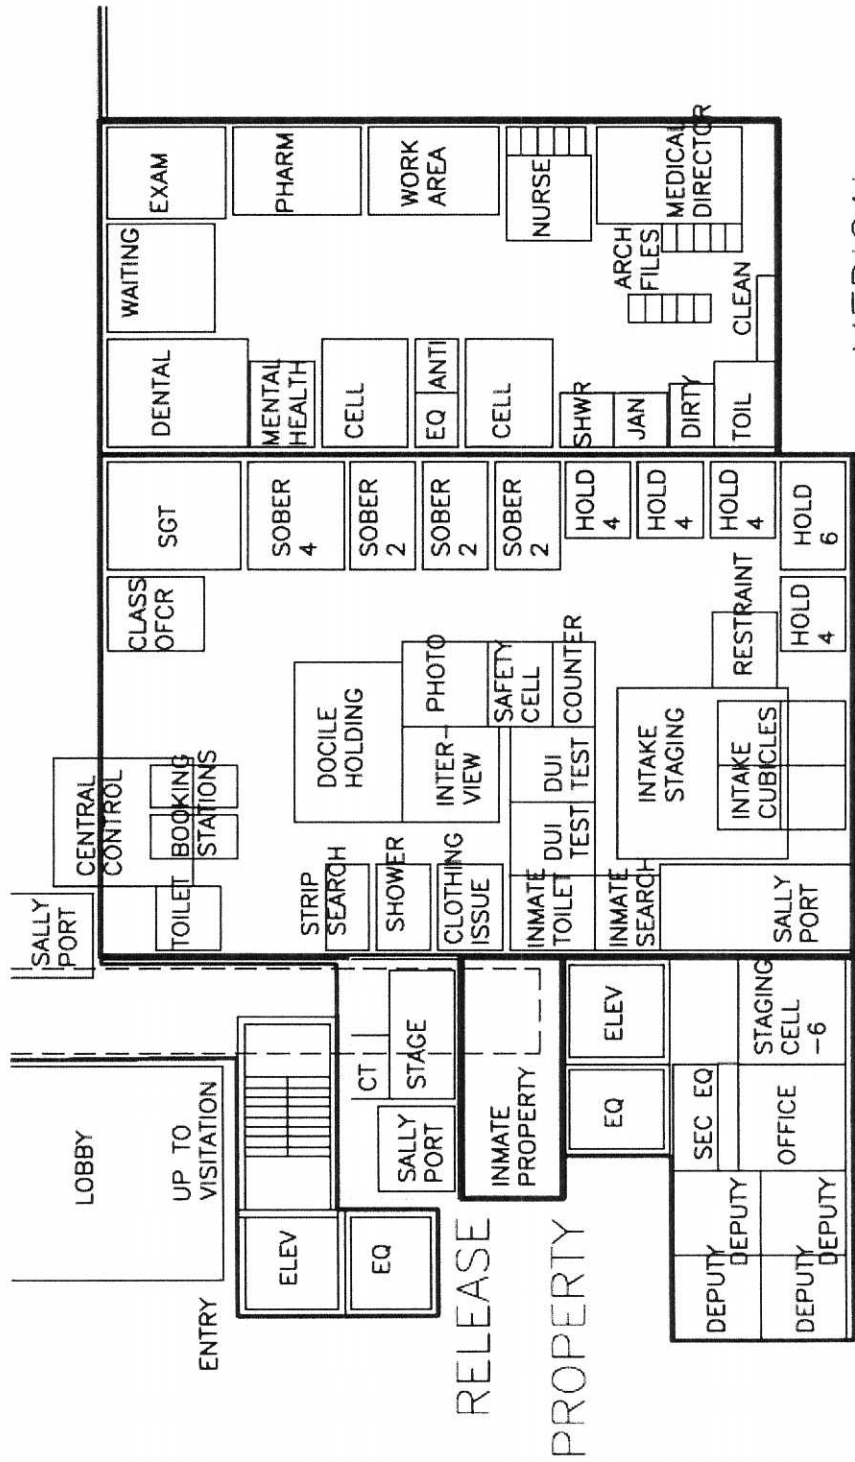 EXAM
PHARM
WORK
AREA
NURSE
MEDICAL
DIRECTOR
WAITING
ARCH
FILES
CLEAN
DENTAL
MENTAL
HEALTH
CELL
EQ
ANTI
CELL
SHWR
JAN
DIRTY
TOIL
SGT
SOBER
4
SOBER
2
SOBER
2
SOBER
2
HOLD
4
HOLD
4
HOLD
4
HOLD
6
CLASS
OFCR
RESTRAINT
HOLD
4
DOCILE
HOLDING
PHOTO
SAFETY
CELL
COUNTER
CENTRAL
CONTROL
BOOKING
STATIONS
INTER-
VIEW
DUI
TEST
DUI
TEST
INTAKE
STAGING
INTAKE
CUBICLES
SALLY
PORT
TOILET
STRIP
SEARCH
SHOWER
CLOTHING
ISSUE
INMATE
TOILET
INMATE
SEARCH
SALLY
PORT
LOBBY
UP TO
VISITATION
CT
STAGE
SALLY
PORT
INMATE
PROPERTY
ELEV
EQ
SEC EQ
STAGING
CELL
-6
OFFICE
ENTRY
ELEV
EQ
DEPUTY
DEPUTY
DEPUTY
DEPUTY
RELEASE
PROPERTY